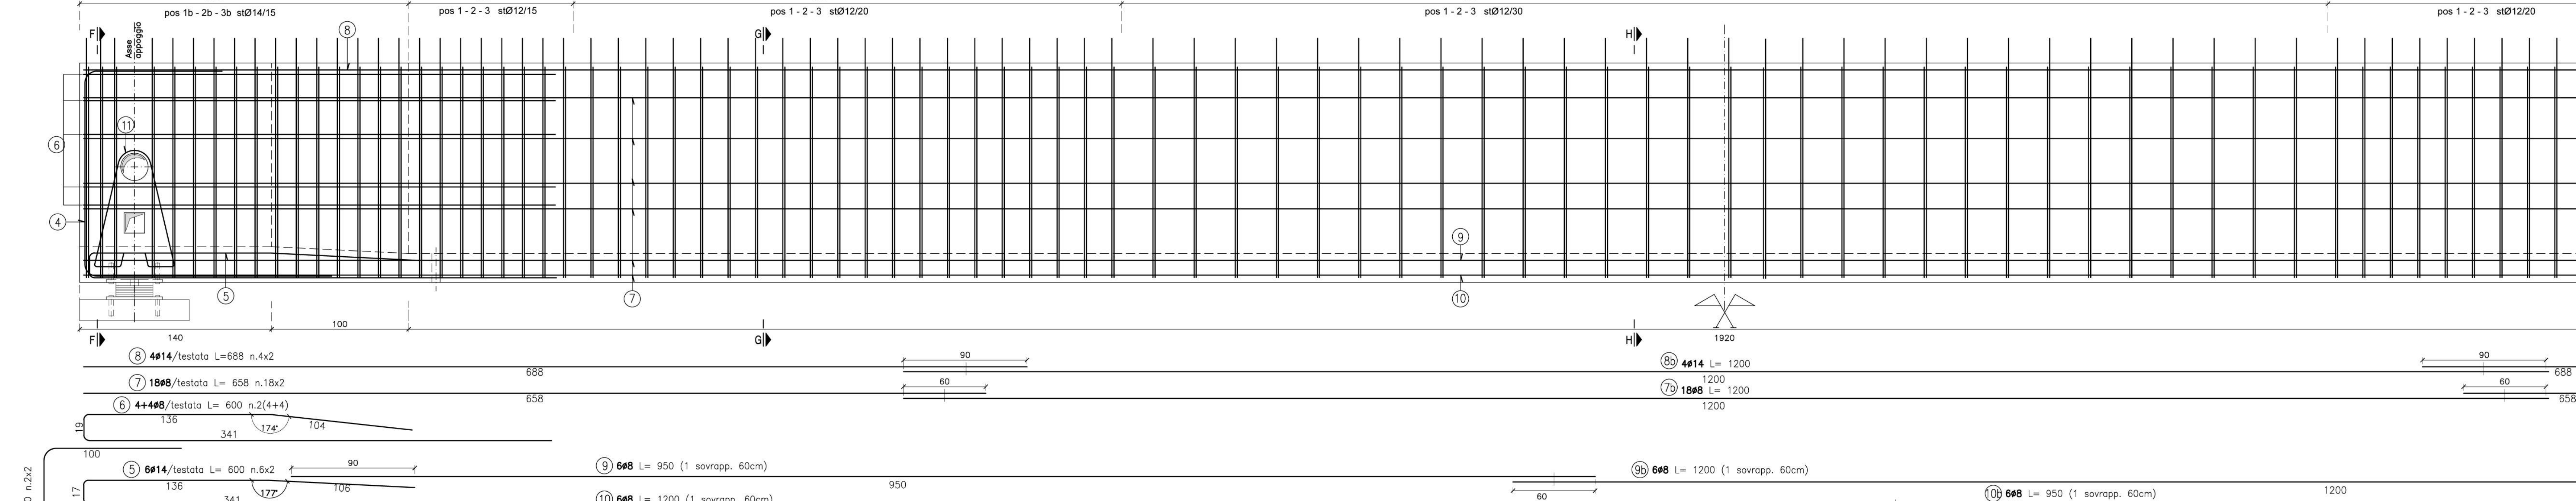 pos 1b - 2b - 3b stØ14/15
pos 1 - 2 - 3 stØ12/15
pos 1 - 2 - 3 stØ12/20
pos 1 - 2 - 3 stØ12/30
pos 1 - 2 - 3 stØ12/20
F
Asse
appoggio
8
G
H
11
6
4
9
5
7
10
140
100
1920
F
G
H
8 4ø14/testata L=688 n.4x2
688
90
8b 4ø14 L= 1200
1200
90
688
7 18ø8/testata L= 658 n.18x2
658
60
7b 18ø8 L= 1200
1200
60
658
6 4+4ø8/testata L= 600 n.2(4+4)
136
174°
104
19
341
100
5 6ø14/testata L= 600 n.6x2
90
136
177°
106
17
341
0 n.2x2
9 6ø8 L= 950 (1 sovrapp. 60cm)
950
60
9b 6ø8 L= 1200 (1 sovrapp. 60cm)
1200
10 6ø8 L= 1200 (1 sovrapp. 60cm)
10b 6ø8 L= 950 (1 sovrapp. 60cm)